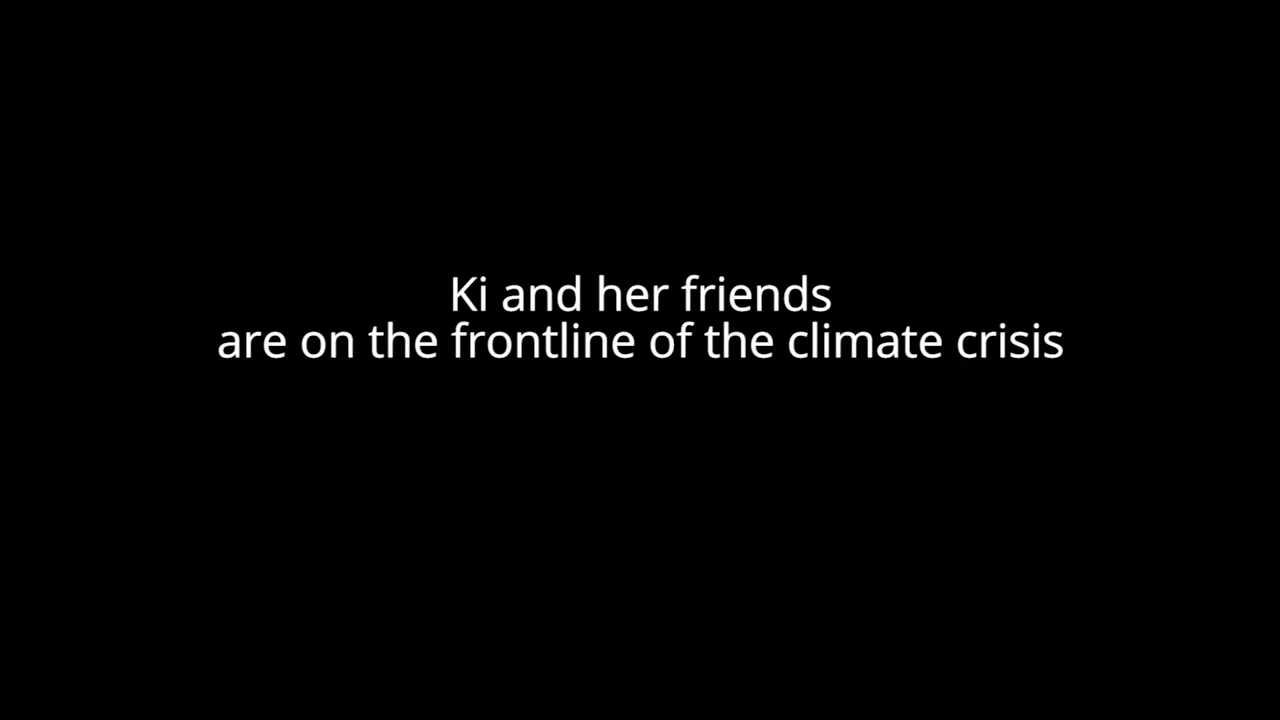 Ki and her friends
are on the frontline of the climate crisis